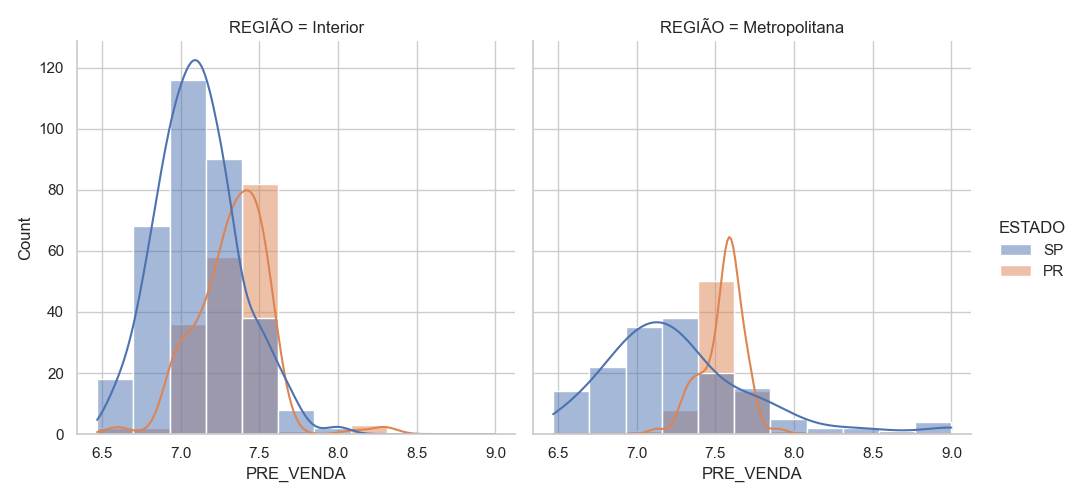 REGIÃO = Interior
REGIÃO = Metropolitana
120
100
80
60
40
20
0
Count
6.5 7.0 7.5 8.0 8.5 9.0
6.5 7.0 7.5 8.0 8.5 9.0
PRE_VENDA
PRE_VENDA
ESTADO
SP
PR